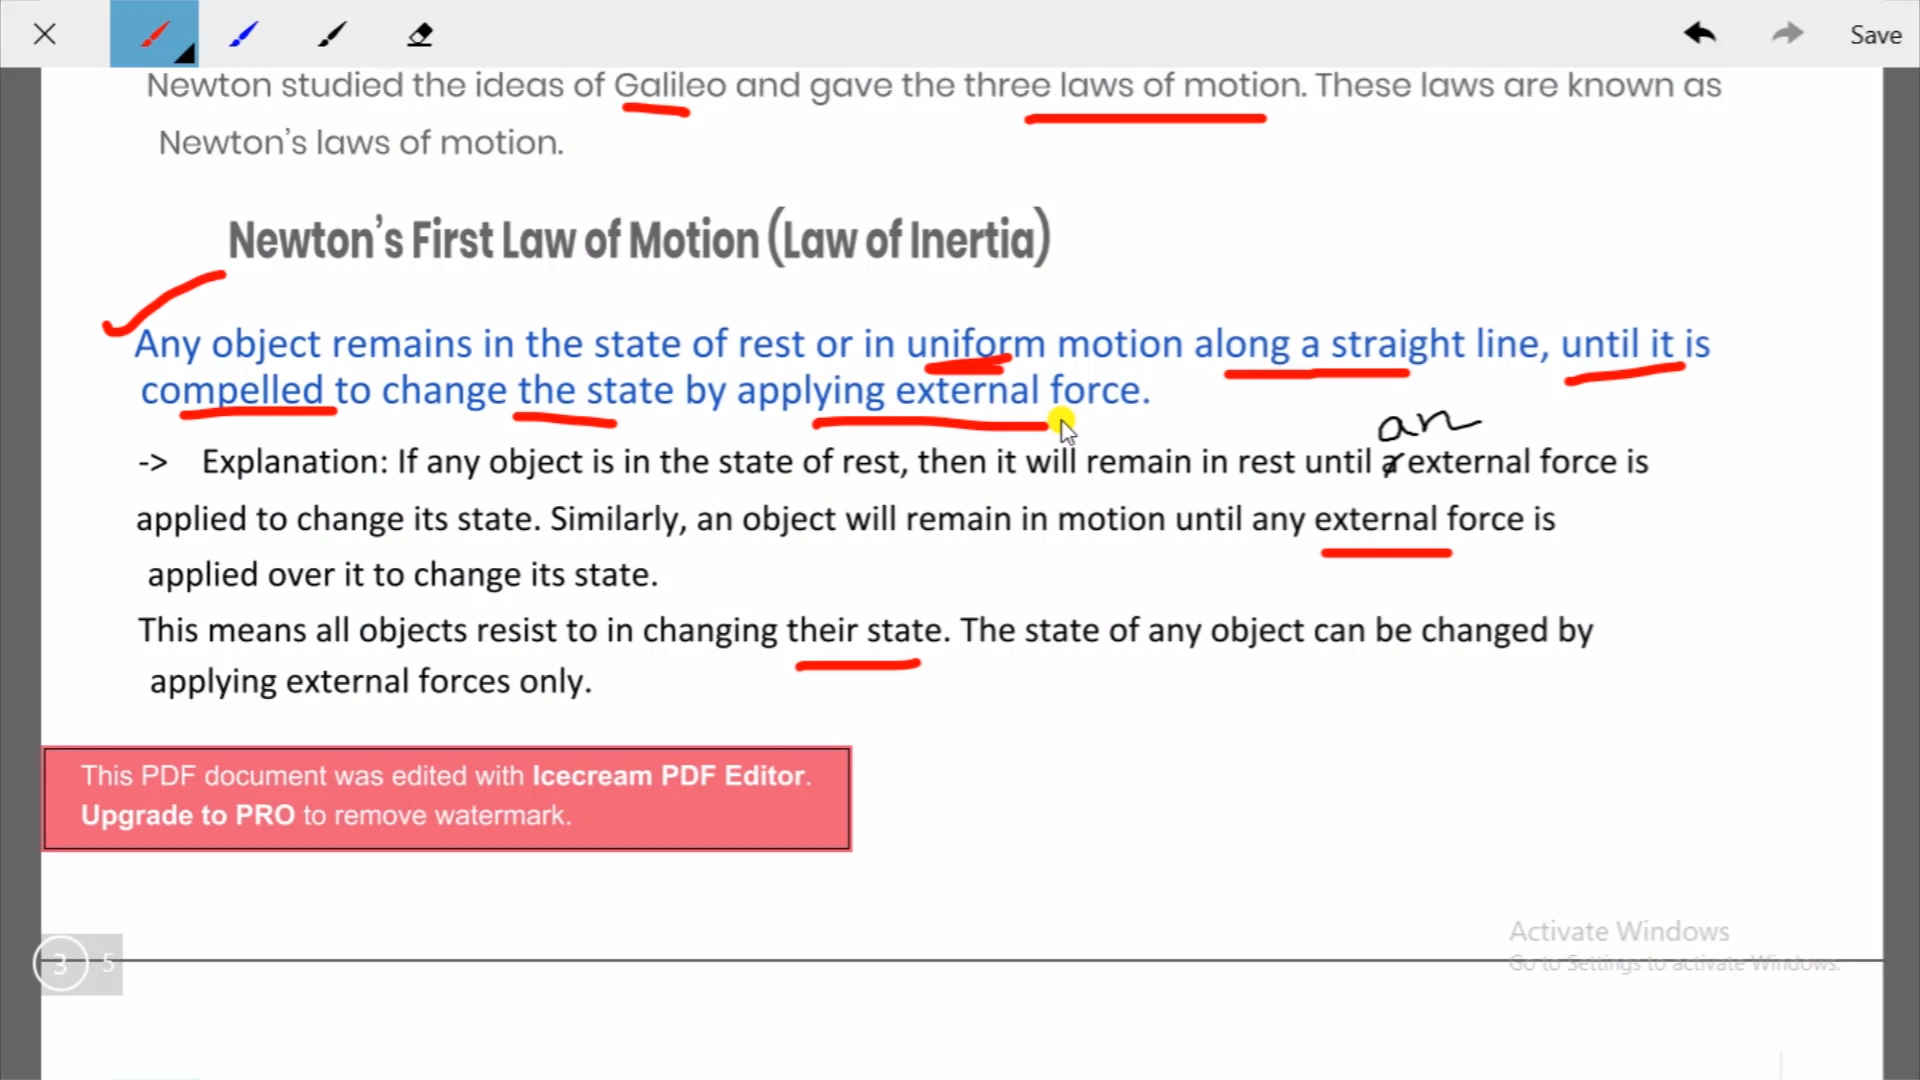 Save
Newton studied the ideas of Galileo and gave the three laws of motion. These laws are known as
Newton's laws of motion.
Newton's First Law of Motion (Law of Inertia)
Any object remains in the state of rest or in uniform motion along a straight line, until it is
compelled to change the state by applying external force.
an
-> Explanation: If any object is in the state of rest, then it will remain in rest until external force is
applied to change its state. Similarly, an object will remain in motion until any external force is
applied over it to change its state.
This means all objects resist to in changing their state. The state of any object can be changed by
applying external forces only.
This PDF document was edited with Icecream PDF Editor.
Upgrade to PRO to remove watermark.
Activate Windows
Go to Settings to activate Windows.
3 5